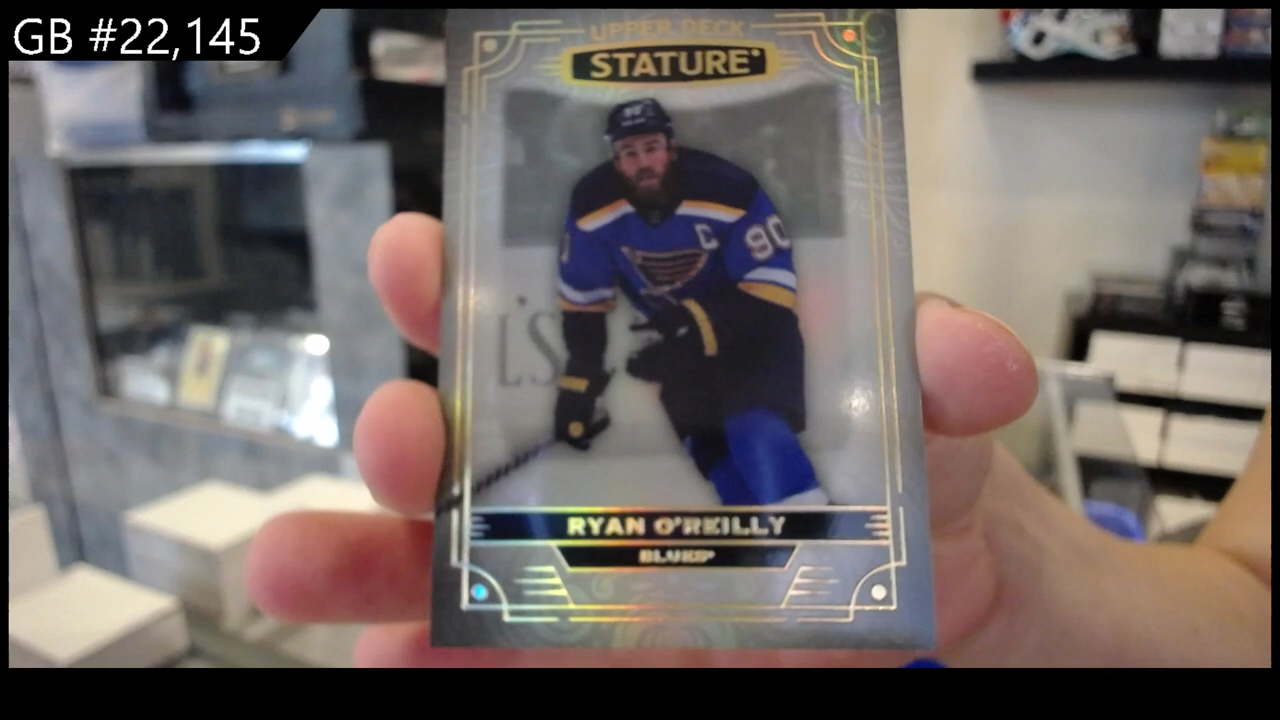 GB #22,145
UPPER DECK
STATURE
C
90
RYAN O'REILLY
BLUES